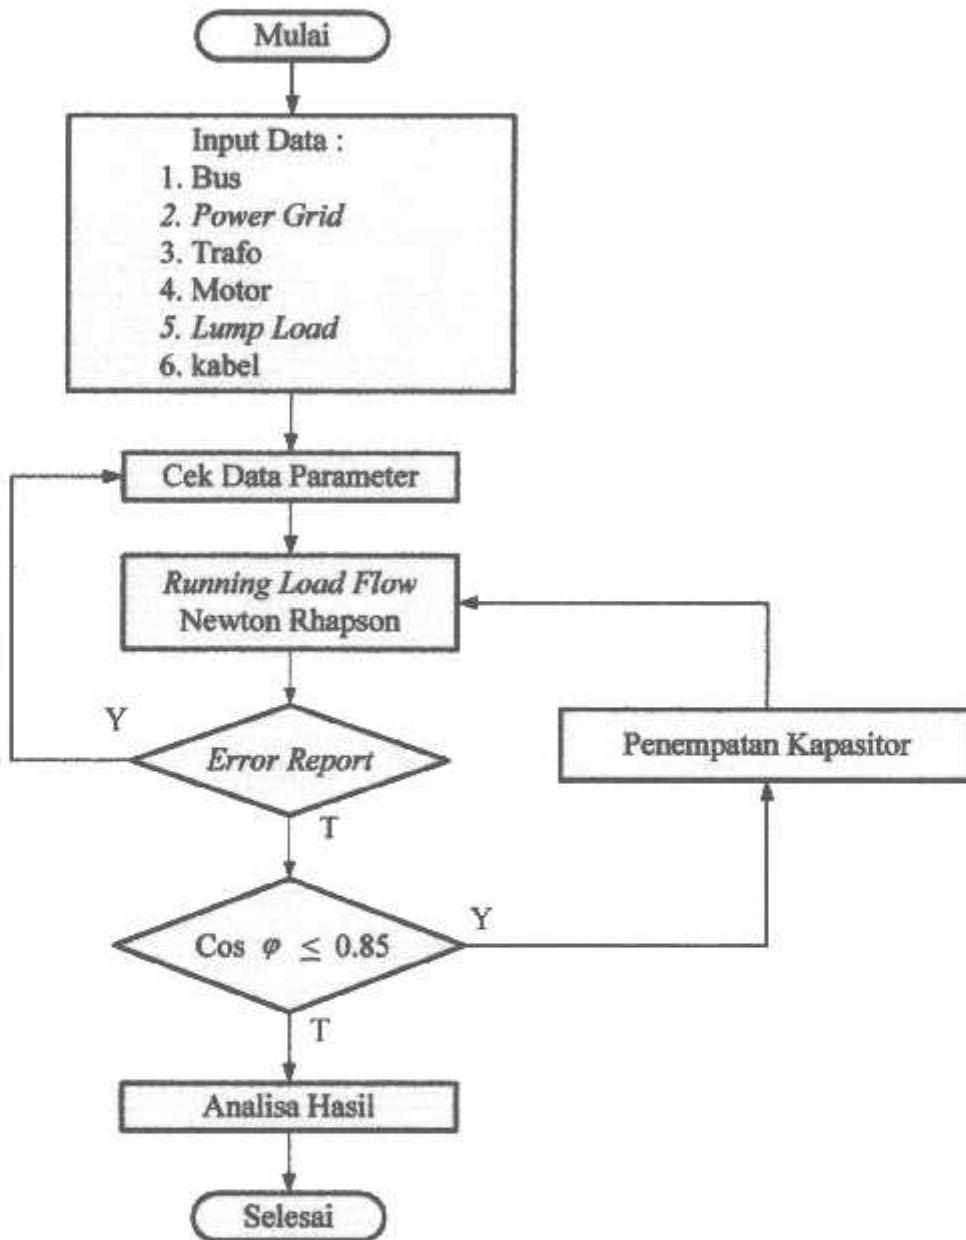 Mulai
Input Data :
1. Bus
2. Power Grid
3. Trafo
4. Motor
5. Lump Load
6. kabel
Cek Data Parameter
Running Load Flow
Newton Rhapson
Y
Error Report
Penempatan Kapasitor
T
Y
Cos φ ≤ 0.85
T
Analisa Hasil
Selesai